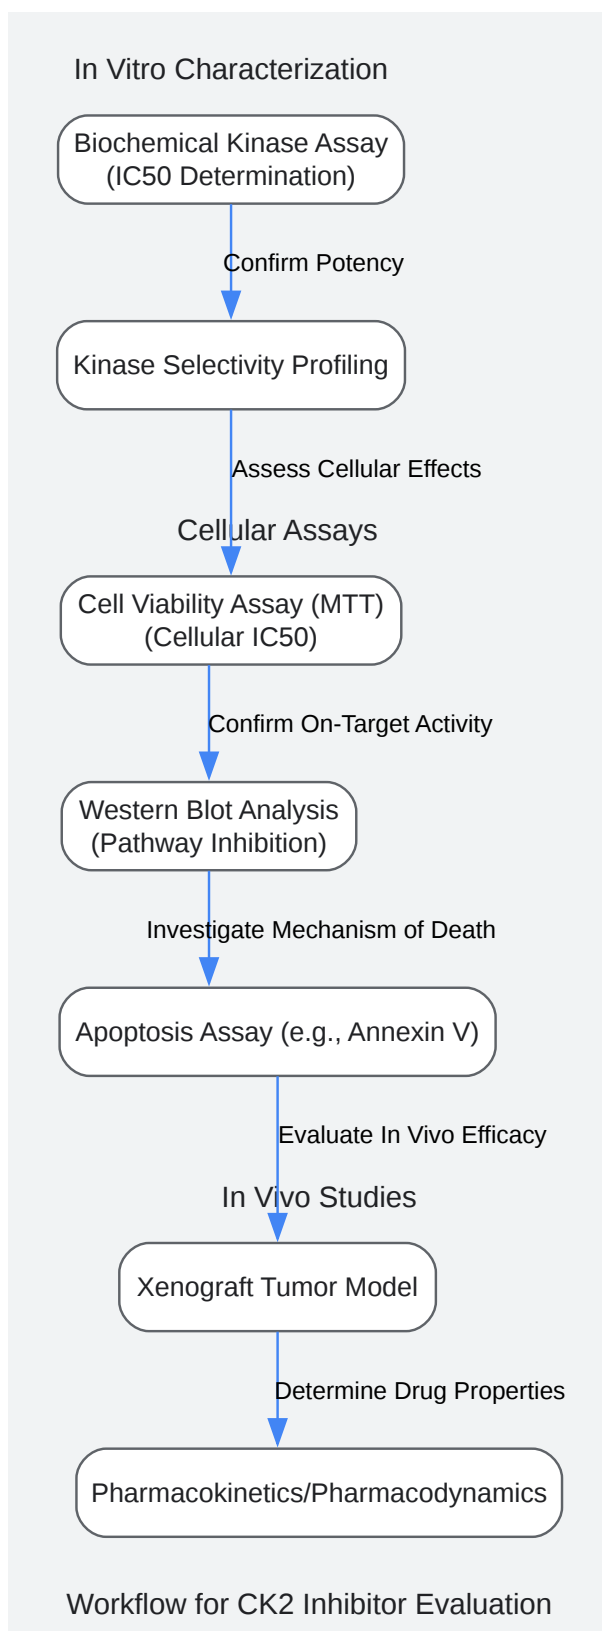 In Vitro Characterization
Biochemical Kinase Assay
(IC50 Determination)
Confirm Potency
Kinase Selectivity Profiling
Assess Cellular Effects
Cellular Assays
Cell Viability Assay (MTT)
(Cellular IC50)
Confirm On-Target Activity
Western Blot Analysis
(Pathway Inhibition)
Investigate Mechanism of Death
Apoptosis Assay (e.g., Annexin V)
Evaluate In Vivo Efficacy
In Vivo Studies
Xenograft Tumor Model
Determine Drug Properties
Pharmacokinetics/Pharmacodynamics
Workflow for CK2 Inhibitor Evaluation